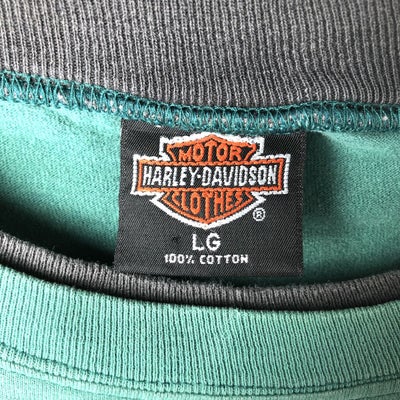 MOTOR
HARLEY-DAVIDSON
CLOTHES
®
LG
100% COTTON